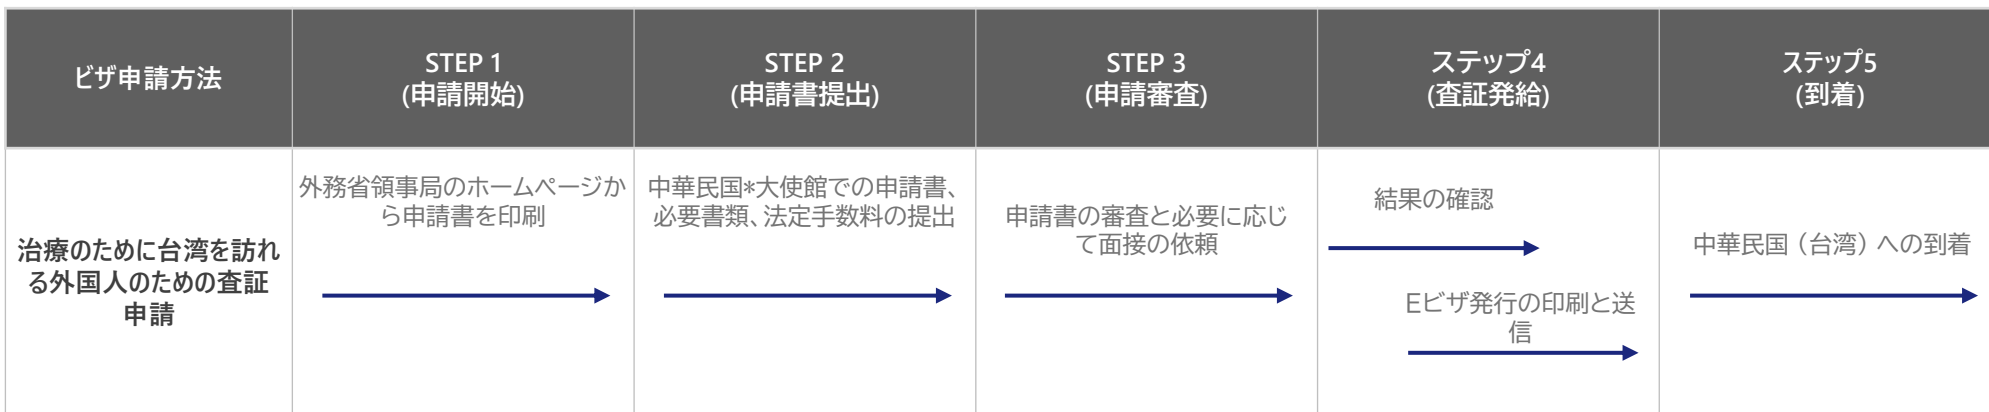 ビザ申請方法
STEP 1
(申請開始)
STEP 2
(申請書提出)
STEP 3
(申請審査)
ステップ4
(査証発給)
ステップ5
(到着)
治療のために台湾を訪れ
る外国人のための査証
申請
外務省領事局のホームページか
ら申請書を印刷
中華民国*大使館での申請書、
必要書類、法定手数料の提出
申請書の審査と必要に応じ
て面接の依頼
結果の確認
Eビザ発行の印刷と送
信
中華民国（台湾）への到着